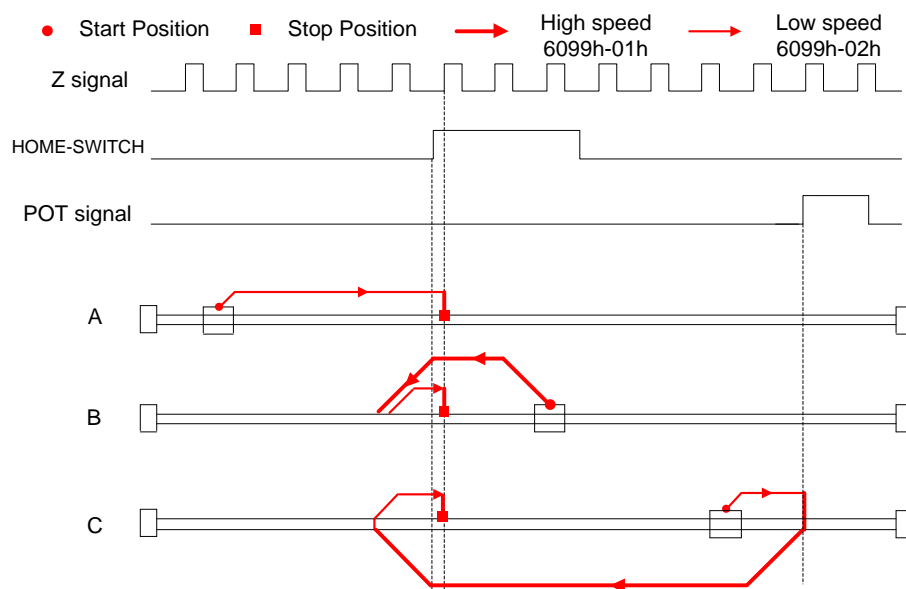 Start Position
Stop Position
High speed
6099h-01h
Low speed
6099h-02h
Z signal
HOME-SWITCH
POT signal
A
B
C